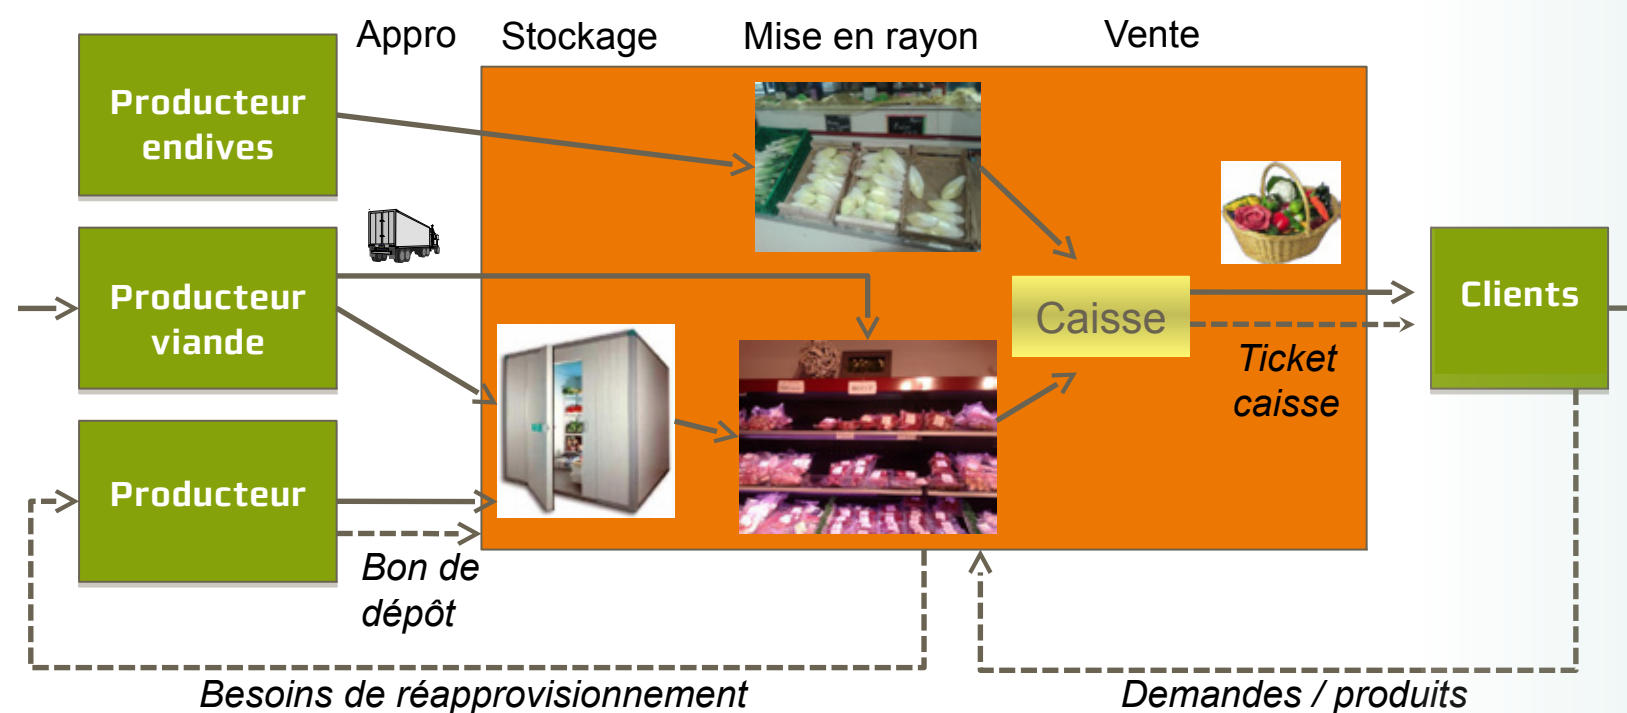 Appro
Stockage
Mise en rayon
Vente
Producteur
endives
Producteur
viande
Producteur
Caisse
Clients
Ticket
caisse
Bon de
dépôt
Besoins de réapprovisionnement
Demandes / produits